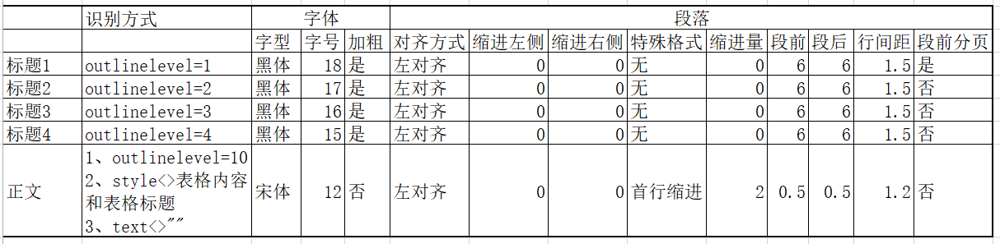 识别方式 字体 段落
字型 字号 加粗 对齐方式 缩进左侧 缩进右侧 特殊格式 缩进量 段前 段后 行间距 段前分页
标题1 outlinelevel=1 黑体 18 是 左对齐 0 0 无 0 6 6 1.5 是
标题2 outlinelevel=2 黑体 17 是 左对齐 0 0 无 0 6 6 1.5 否
标题3 outlinelevel=3 黑体 16 是 左对齐 0 0 无 0 6 6 1.5 否
标题4 outlinelevel=4 黑体 15 是 左对齐 0 0 无 0 6 6 1.5 否
正文
1、outlinelevel=10
2、style<>表格内容
和表格标题
3、text<>""
宋体 12 否 左对齐 0 0 首行缩进 2 0.5 0.5 1.2 否